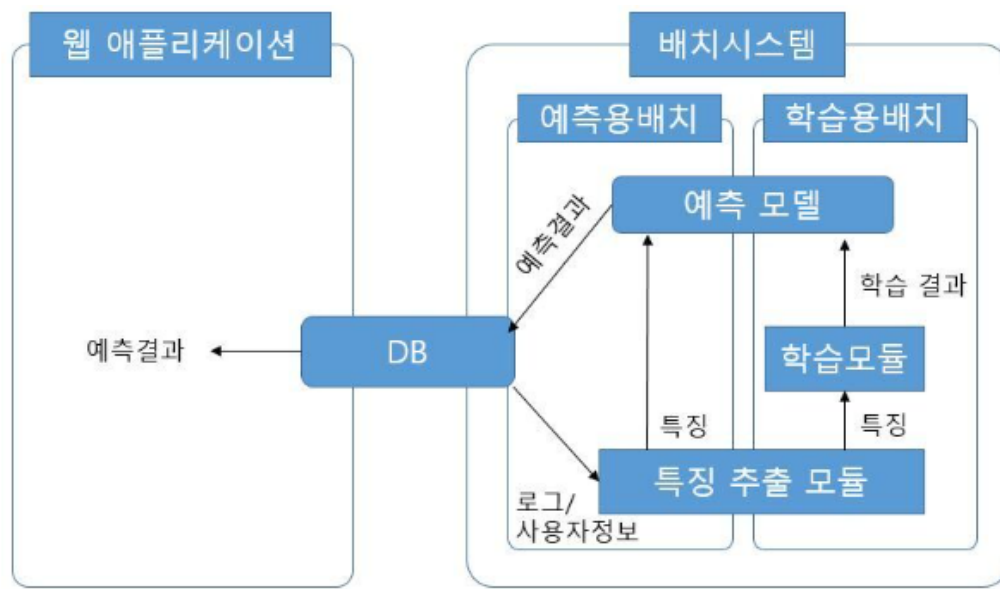 웹 애플리케이션
배치시스템
예측용배치
학습용배치
예측 모델
예측결과
학습 결과
예측결과
DB
학습모듈
특징
특징
특징 추출 모듈
로그/
사용자정보